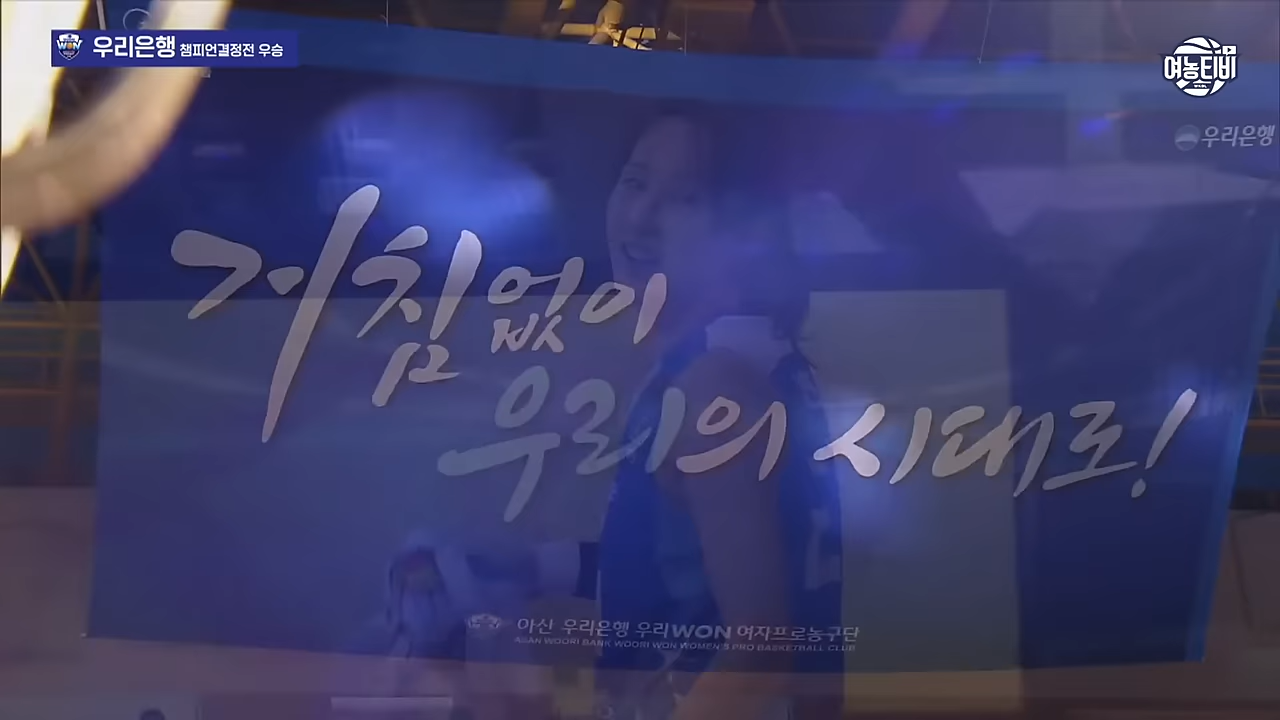 우리은행 챔피언결정전 우승
여농티비
우리은행
거침없이
우리의 시대로!
아산 우리은행 우리WON 여자프로농구단
ASAN WOORI BANK WOORI WON WOMEN'S PRO BASKETBALL CLUB